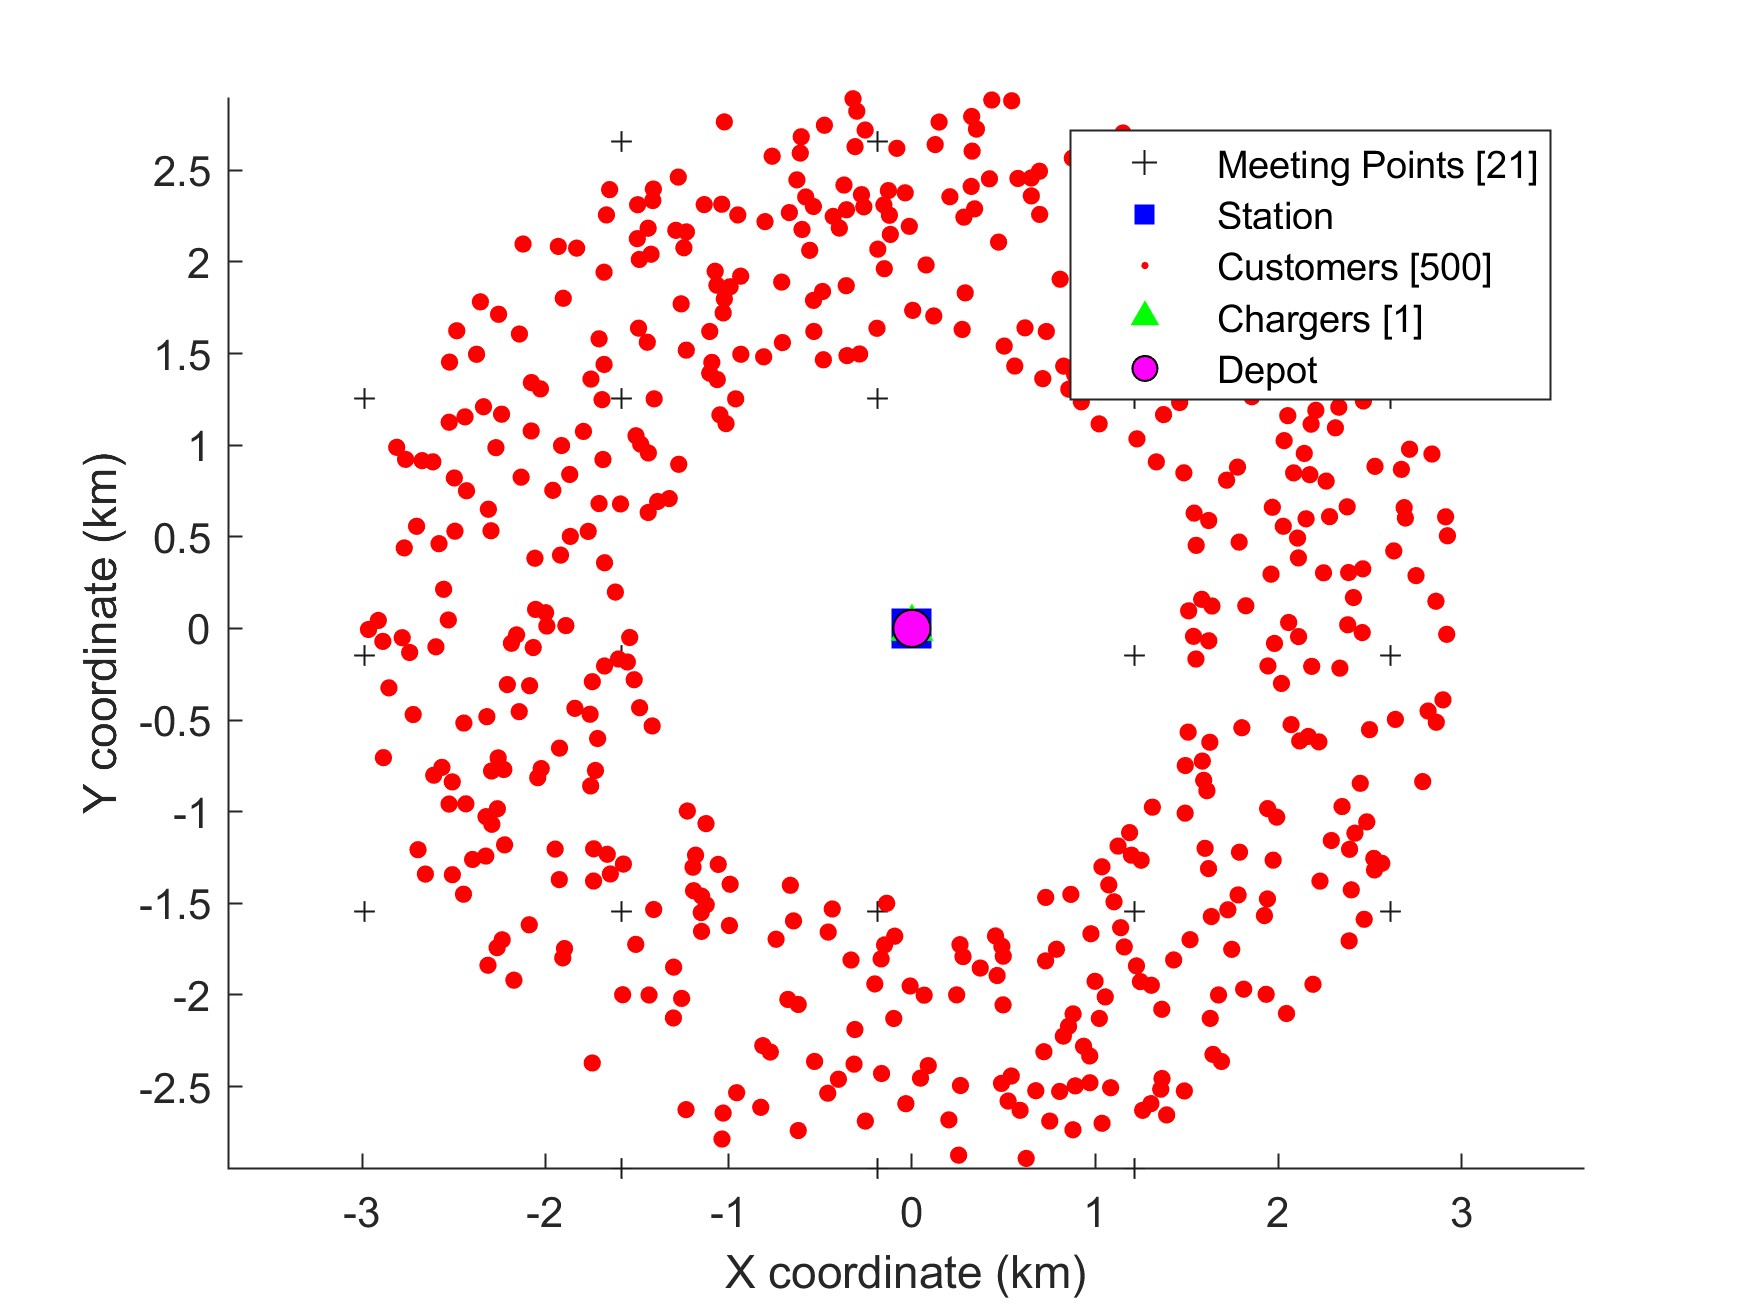 Meeting Points [21]
Station
Customers [500]
Chargers [1]
Depot
2.5
2
1.5
1
0.5
0
-0.5
-1
-1.5
-2
-2.5
Y coordinate (km)
-3 -2 -1 0 1 2 3
X coordinate (km)